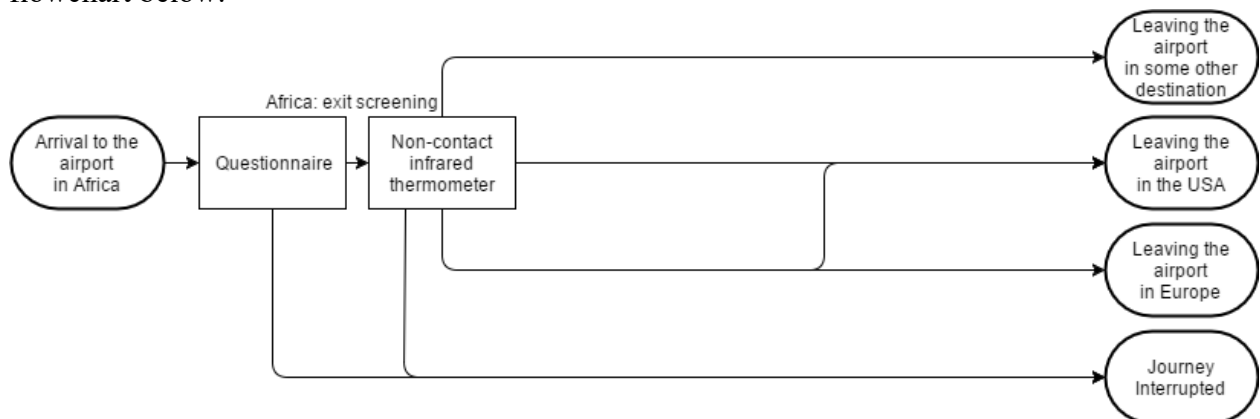 flowchart below:
Leaving the
airport
in some other
destination
Africa: exit screening
Arrival to the
airport
in Africa
Questionnaire
Non-contact
infrared
thermometer
Leaving the
airport
in the USA
Leaving the
airport
in Europe
Journey
Interrupted